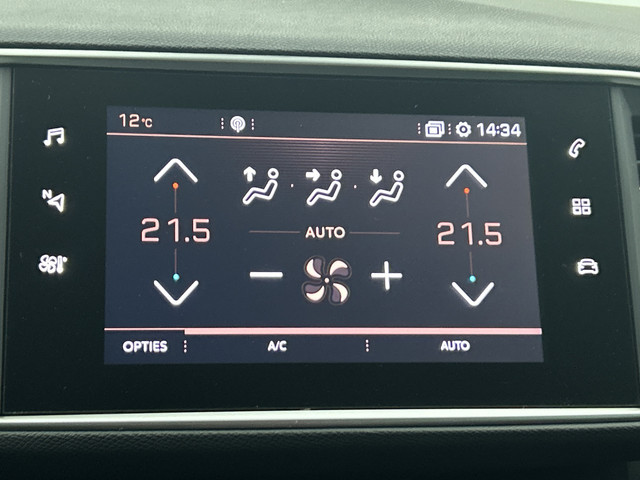 12°C 14:34
N
21.5 21.5
AUTO
OPTIES A/C AUTO